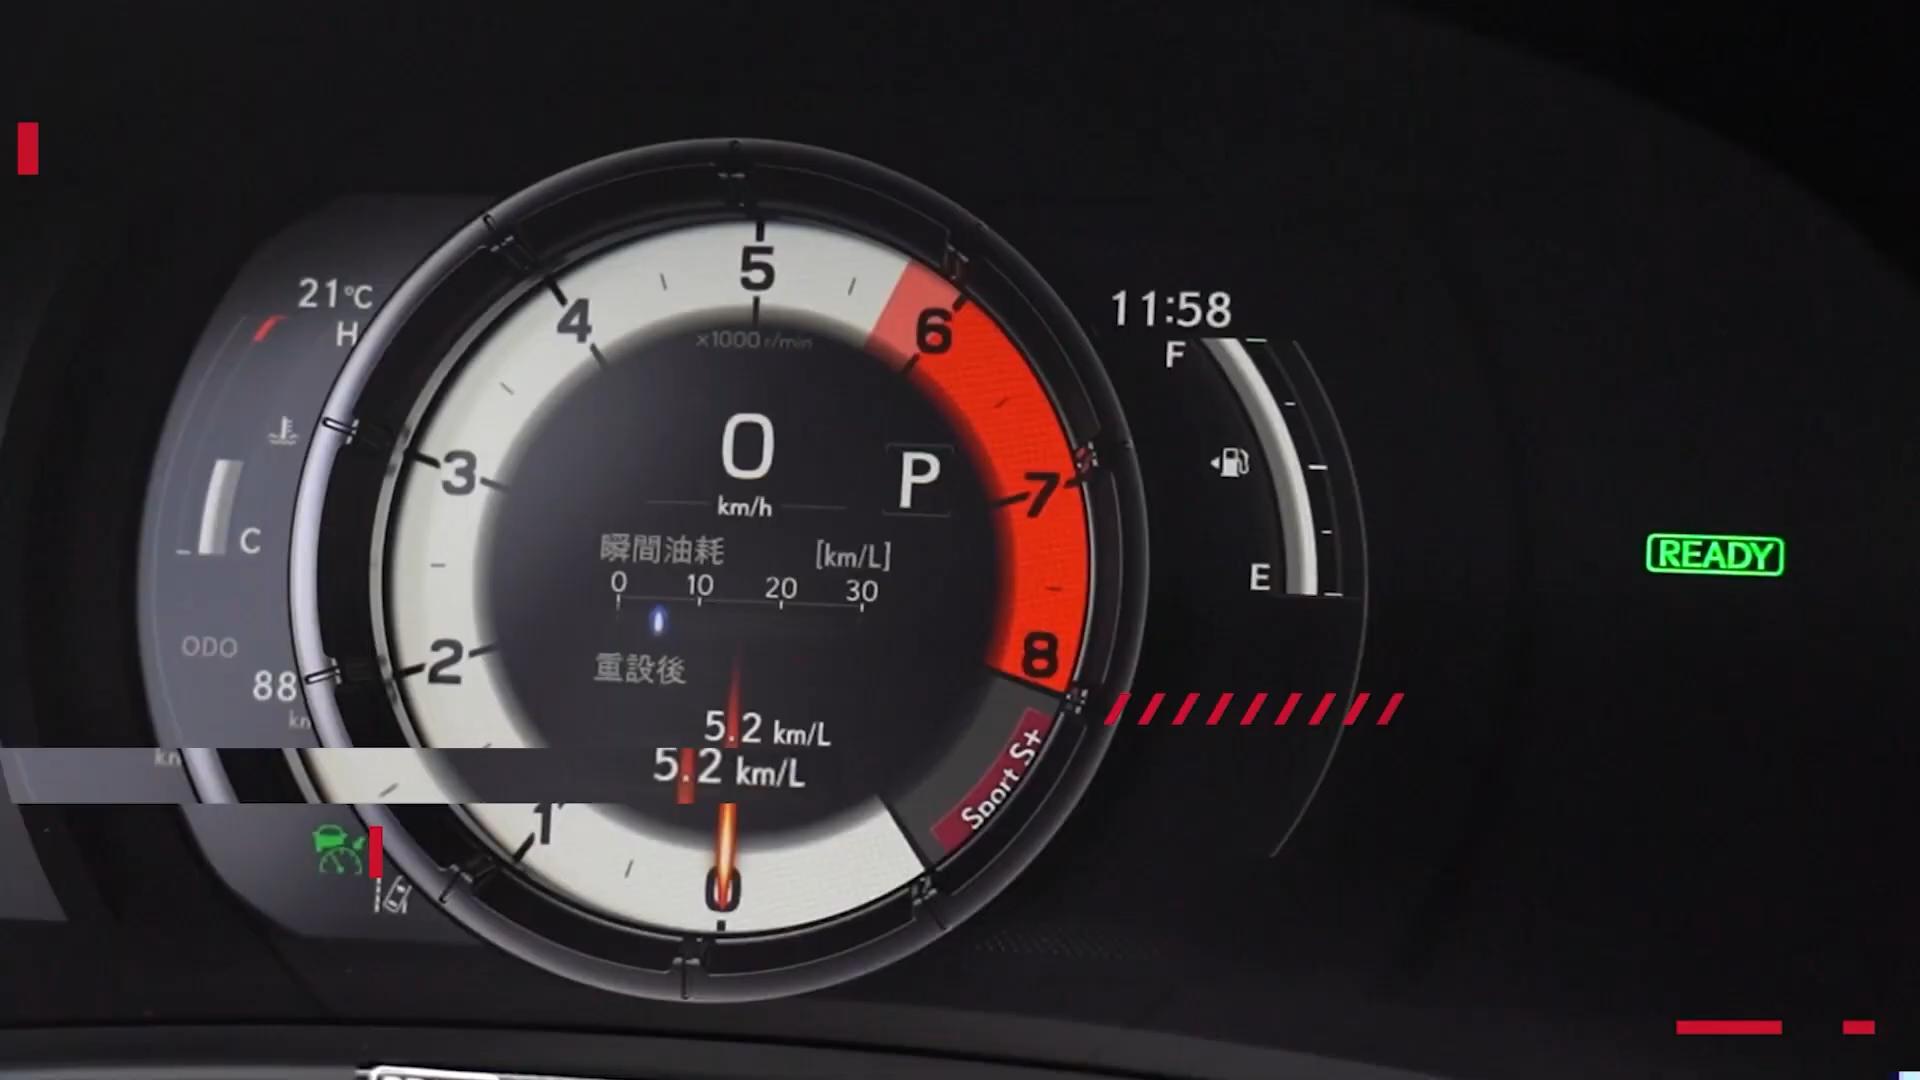 21°C
H
C
ODO
88
km
km
5
4
6
3
7
2
8
1
0
×1000 r/min
0
km/h
P
瞬間油耗 [km/L]
0 10 20 30
重設後
5.2 km/L
5.2 km/L
Sport S+
11:58
F
E
READY